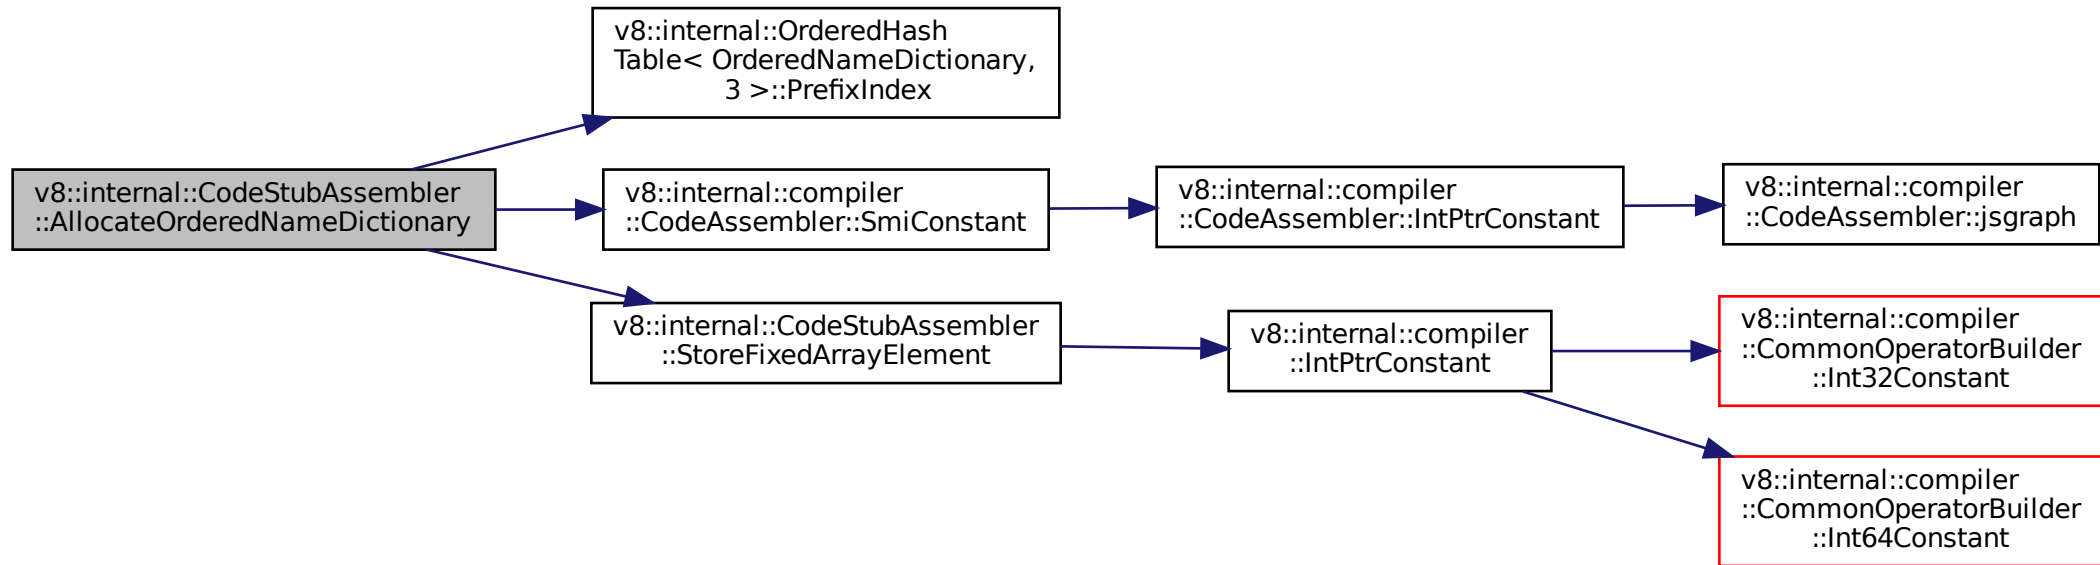 v8::internal::OrderedHash
Table< OrderedNameDictionary,
3 >::PrefixIndex
v8::internal::CodeStubAssembler
::AllocateOrderedNameDictionary
v8::internal::compiler
::CodeAssembler::SmiConstant
v8::internal::compiler
::CodeAssembler::IntPtrConstant
v8::internal::compiler
::CodeAssembler::jsgraph
v8::internal::CodeStubAssembler
::StoreFixedArrayElement
v8::internal::compiler
::IntPtrConstant
v8::internal::compiler
::CommonOperatorBuilder
::Int32Constant
v8::internal::compiler
::CommonOperatorBuilder
::Int64Constant